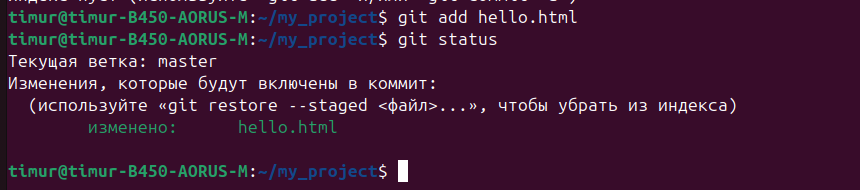 timur@timur-B450-AORUS-M:~/my_project$ git add hello.html
timur@timur-B450-AORUS-M:~/my_project$ git status
Текущая ветка: master
Изменения, которые будут включены в коммит:
  (используйте «git restore --staged <файл>...», чтобы убрать из индекса)
        изменено:      hello.html
timur@timur-B450-AORUS-M:~/my_project$